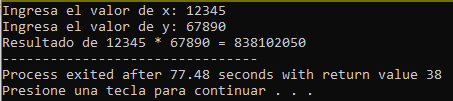 Ingresa el valor de x: 12345
Ingresa el valor de y: 67890
Resultado de 12345 * 67890 = 838102050
--------------------------------
Process exited after 77.48 seconds with return value 38
Presione una tecla para continuar . . .